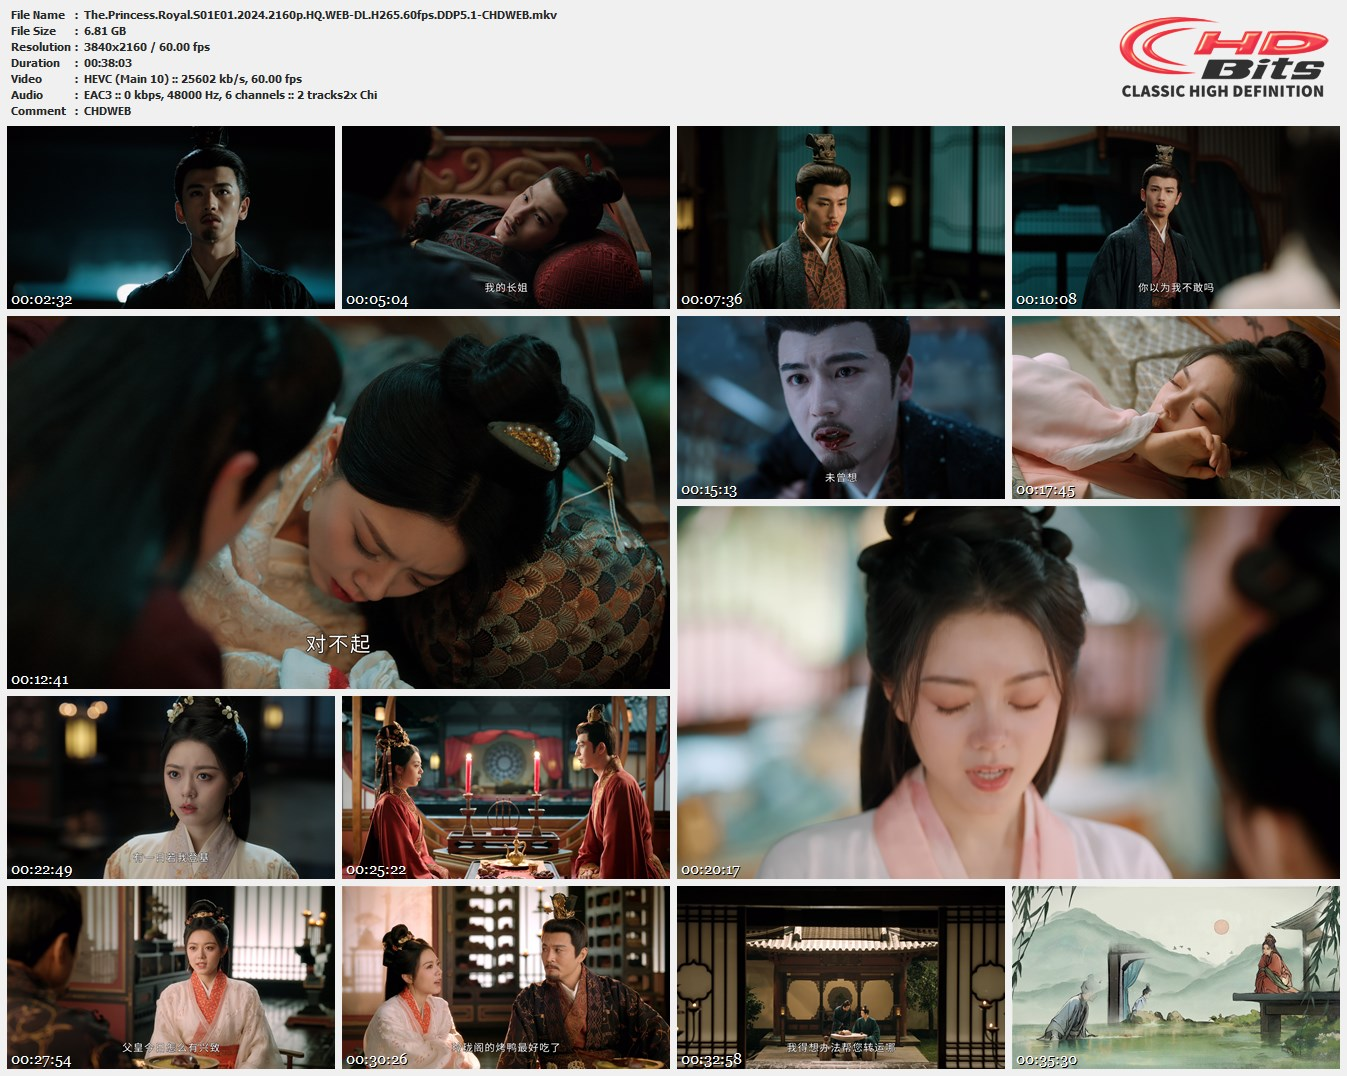 File Name : The.Princess.Royal.S01E01.2024.2160p.HQ.WEB-DL.H265.60fps.DDP5.1-CHDWEB.mkv
File Size : 6.81 GB
Resolution : 3840x2160 / 60.00 fps
Duration : 00:38:03
Video : HEVC (Main 10) :: 25602 kb/s, 60.00 fps
Audio : EAC3 :: 0 kbps, 48000 Hz, 6 channels :: 2 tracks2x Chi
Comment : CHDWEB
CHD
Bits
CLASSIC HIGH DEFINITION
00:02:32
我的长姐
00:05:04
00:07:36
你以为我不敢吗
00:10:08
对不起
00:12:41
未曾想
00:15:13
00:17:45
00:20:17
00:22:49
00:25:22
父皇今
有兴致
00:27:54
珑阁的烤鸭最好吃了
00:30:26
我得想办法帮您转运哪
00:32:58
00:35:30